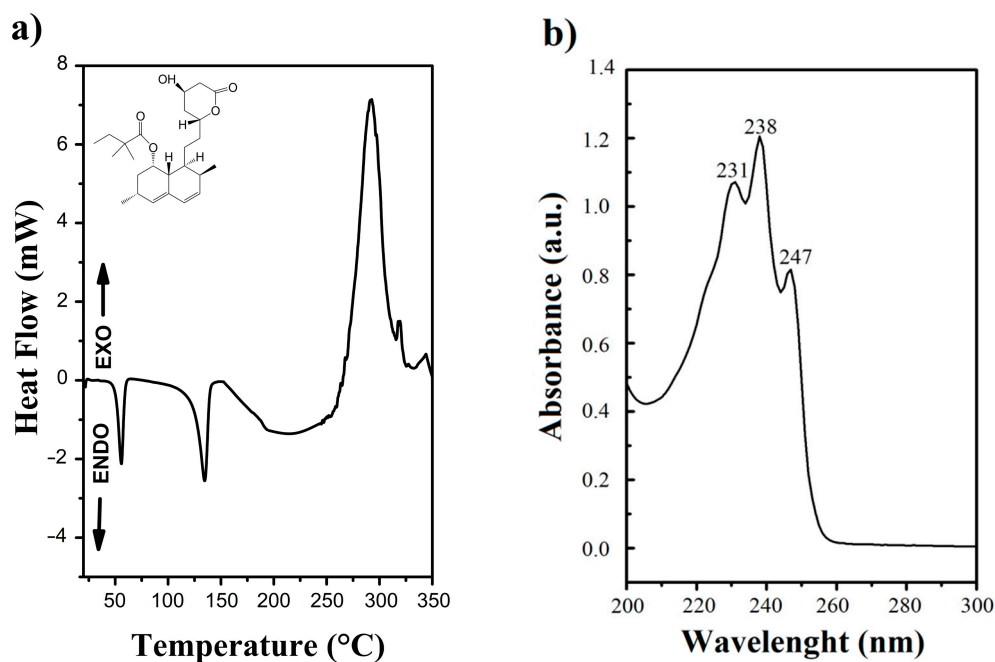 a)
8
6
4
2
0
−2
−4
50
100
150
200
250
300
350
Heat Flow (mW)
EXO
ENDO
Temperature (°C)
OH
O
O
H
O
O
H
H
b)
1.4
1.2
1.0
0.8
0.6
0.4
0.2
0.0
200
220
240
260
280
300
231
238
247
Absorbance (a.u.)
Wavelenght (nm)